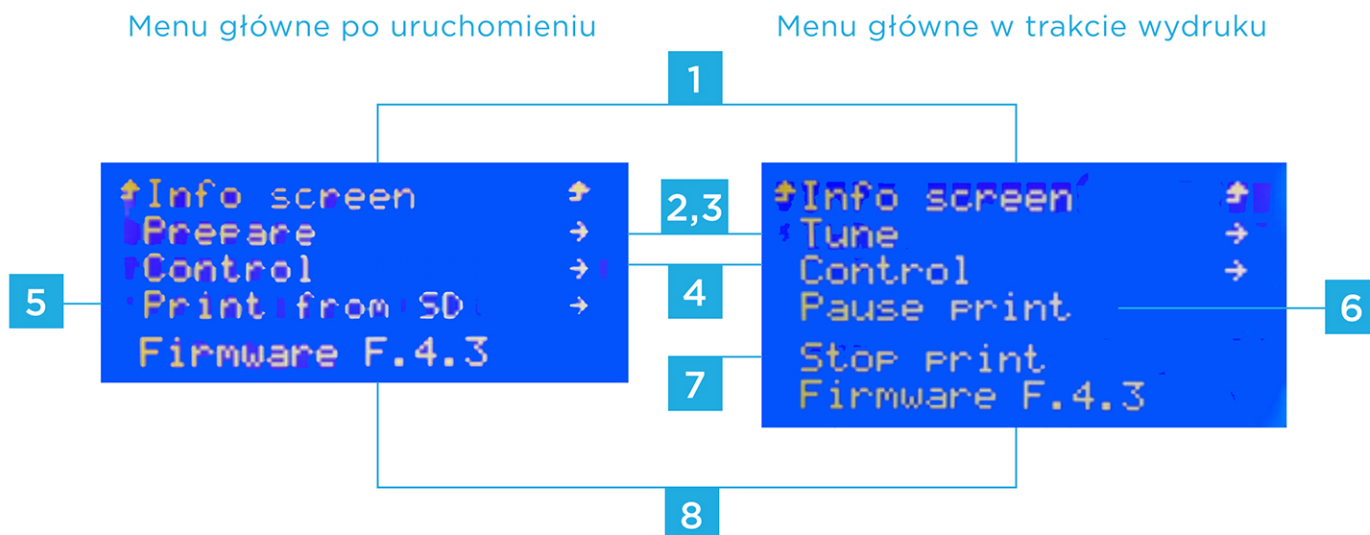 Menu główne po uruchomieniu
Menu główne w trakcie wydruku
1
Info screen
Prepare
Control
Print from SD
Firmware F.4.3
2,3
4
5
Info screen
Tune
Control
Pause print
Stop print
Firmware F.4.3
6
7
8